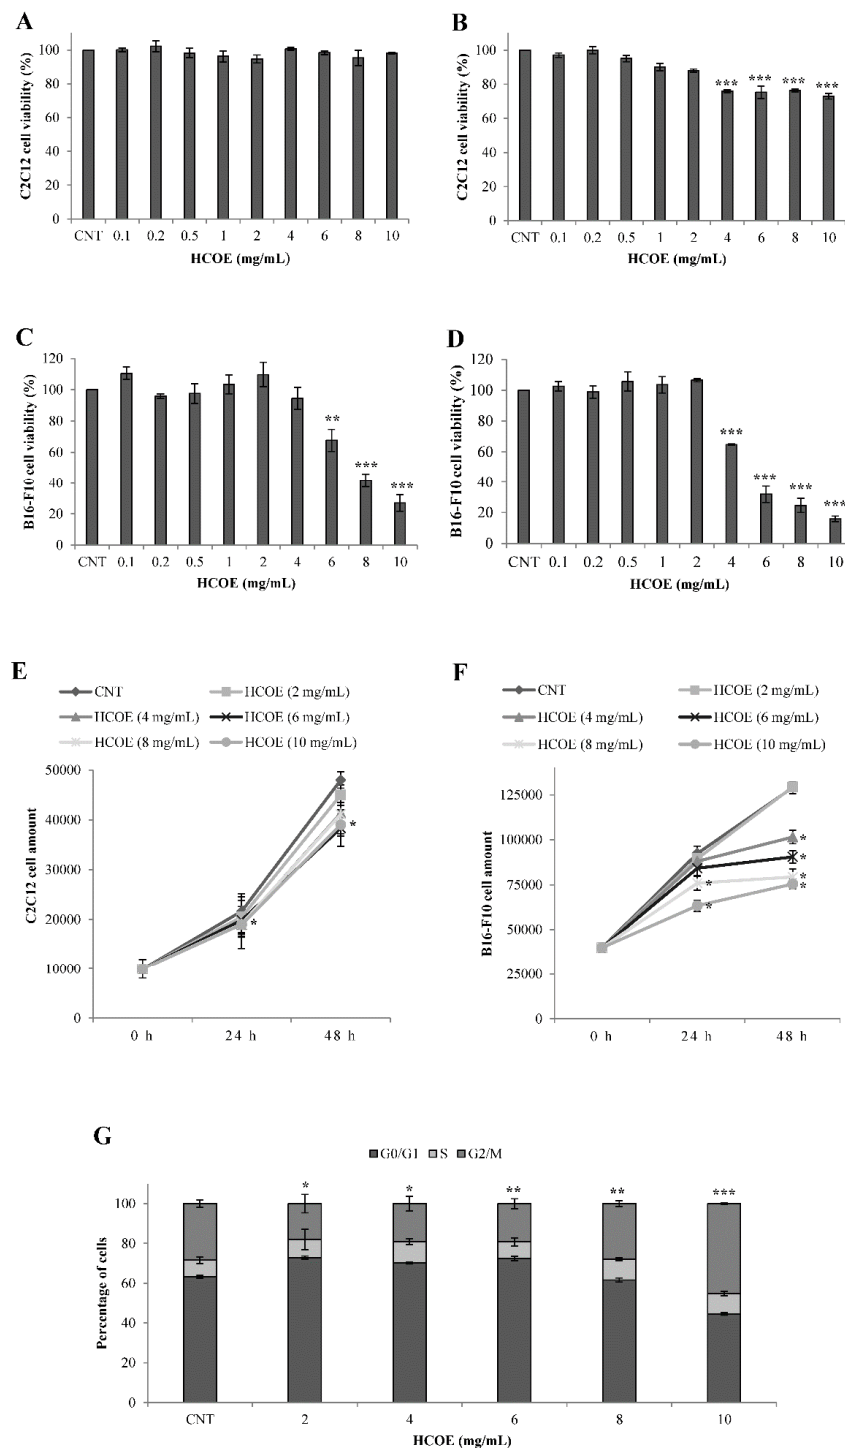 A
C2C12 cell viability (%)
100
80
60
40
20
0
CNT 0.1 0.2 0.5 1 2 4 6 8 10
HCOE (mg/mL)
B
C2C12 cell viability (%)
100
80
60
40
20
0
*** *** *** ***
CNT 0.1 0.2 0.5 1 2 4 6 8 10
HCOE (mg/mL)
C
B16-F10 cell viability (%)
120
100
80
60
40
20
0
** *** ***
CNT 0.1 0.2 0.5 1 2 4 6 8 10
HCOE (mg/mL)
D
B16-F10 cell viability (%)
120
100
80
60
40
20
0
*** *** *** ***
CNT 0.1 0.2 0.5 1 2 4 6 8 10
HCOE (mg/mL)
E
CNT HCOE (2 mg/mL)
HCOE (4 mg/mL) HCOE (6 mg/mL)
HCOE (8 mg/mL) HCOE (10 mg/mL)
C2C12 cell amount
50000
40000
30000
20000
10000
0
*
*
0 h 24 h 48 h
F
CNT HCOE (2 mg/mL)
HCOE (4 mg/mL) HCOE (6 mg/mL)
HCOE (8 mg/mL) HCOE (10 mg/mL)
B16-F10 cell amount
125000
100000
75000
50000
25000
0
*
*
*
*
*
*
0 h 24 h 48 h
G
G0/G1 S G2/M
Percentage of cells
100
80
60
40
20
0
* * ** ** ***
CNT 2 4 6 8 10
HCOE (mg/mL)